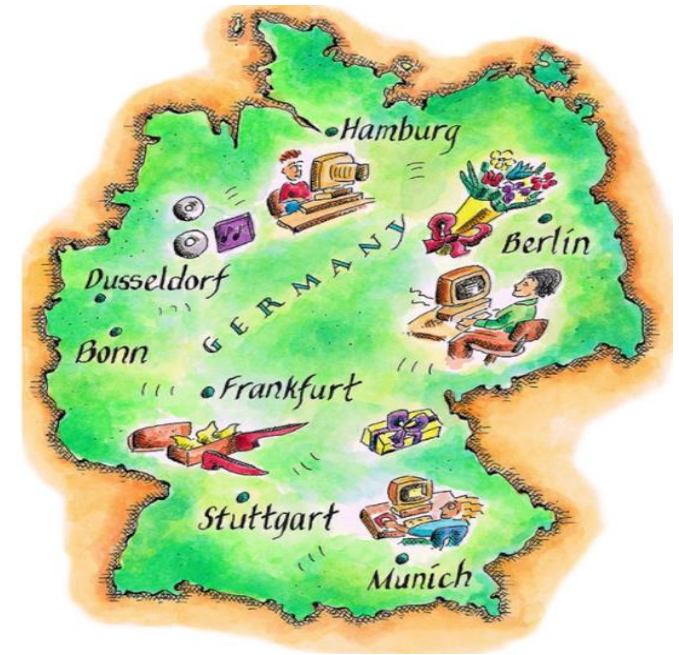 Hamburg
Berlin
GERMANY
Dusseldorf
Bonn
Frankfurt
Stuttgart
Munich